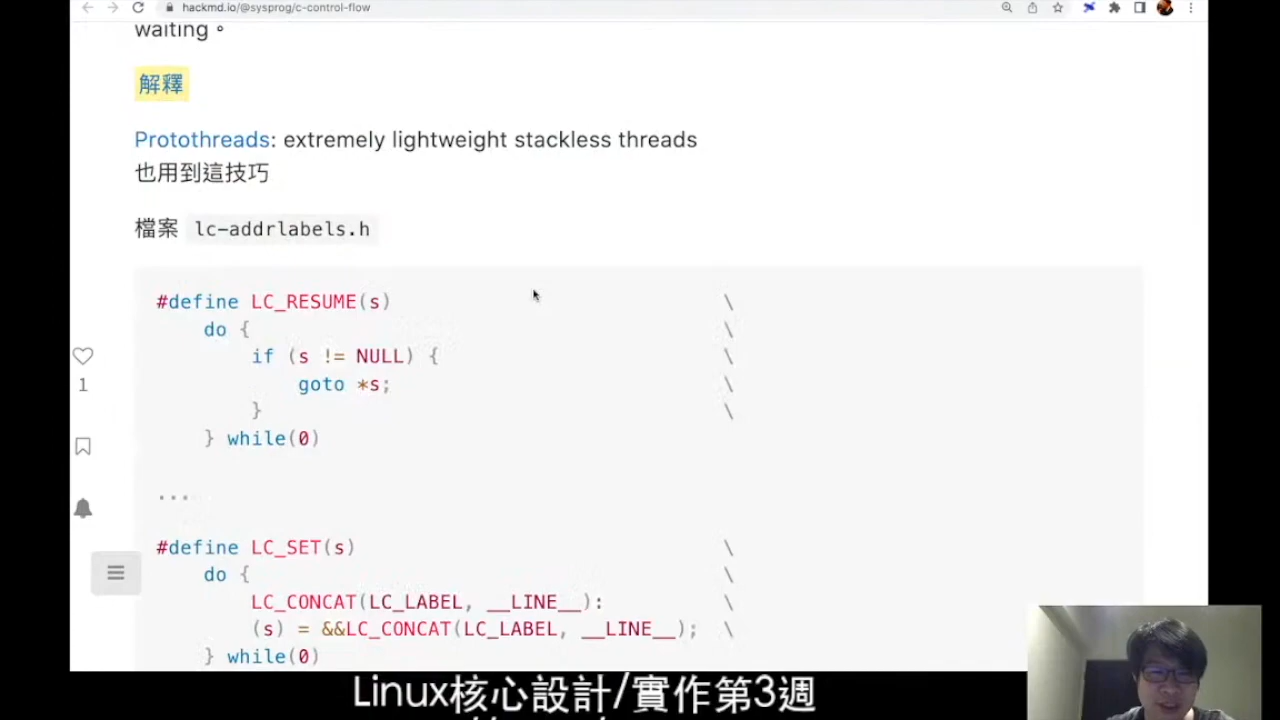 hackmd.io/@sysprog/c-control-flow
waiting。
解釋
Protothreads: extremely lightweight stackless threads
也用到這技巧
檔案 lc-addrlabels.h
#define LC_RESUME(s) \
do { \
if (s != NULL) { \
goto *s; \
} \
} while(0)
...
#define LC_SET(s) \
do { \
LC_CONCAT(LC_LABEL, __LINE__): \
(s) = &&LC_CONCAT(LC_LABEL, __LINE__); \
} while(0)
1
Linux核心設計/實作第3週